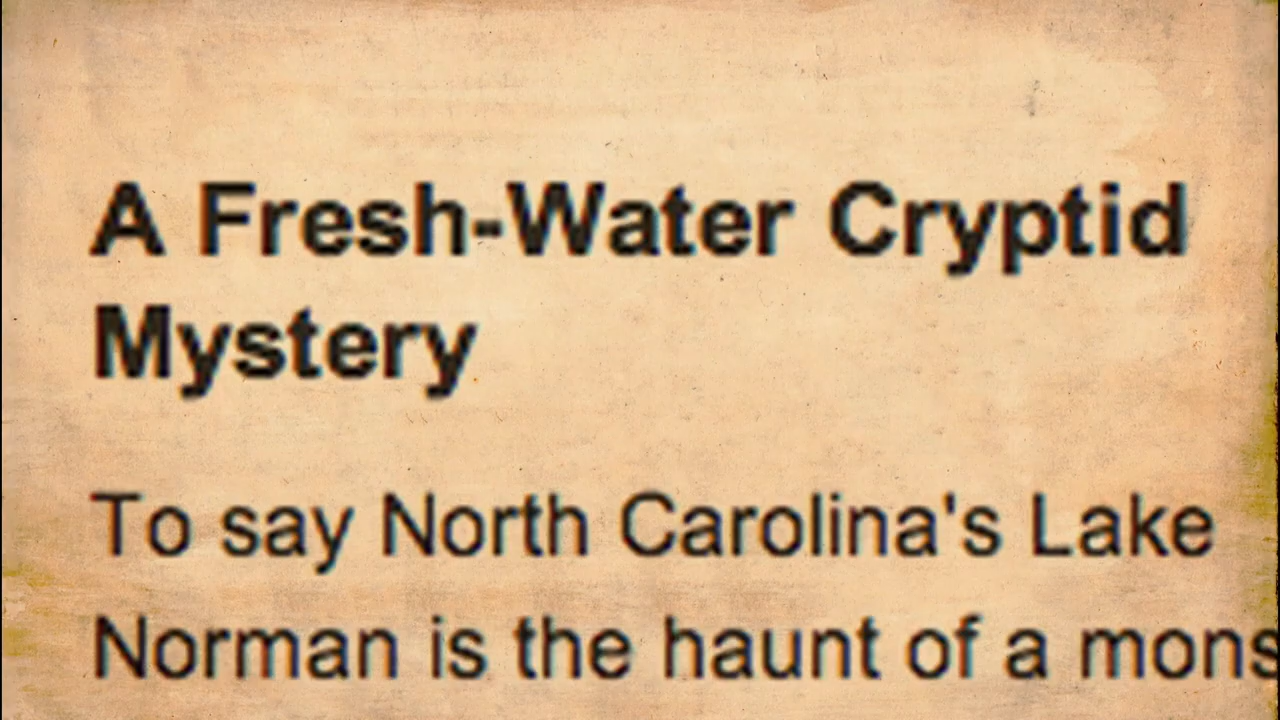 A Fresh-Water Cryptid
Mystery
To say North Carolina's Lake
Norman is the haunt of a mons